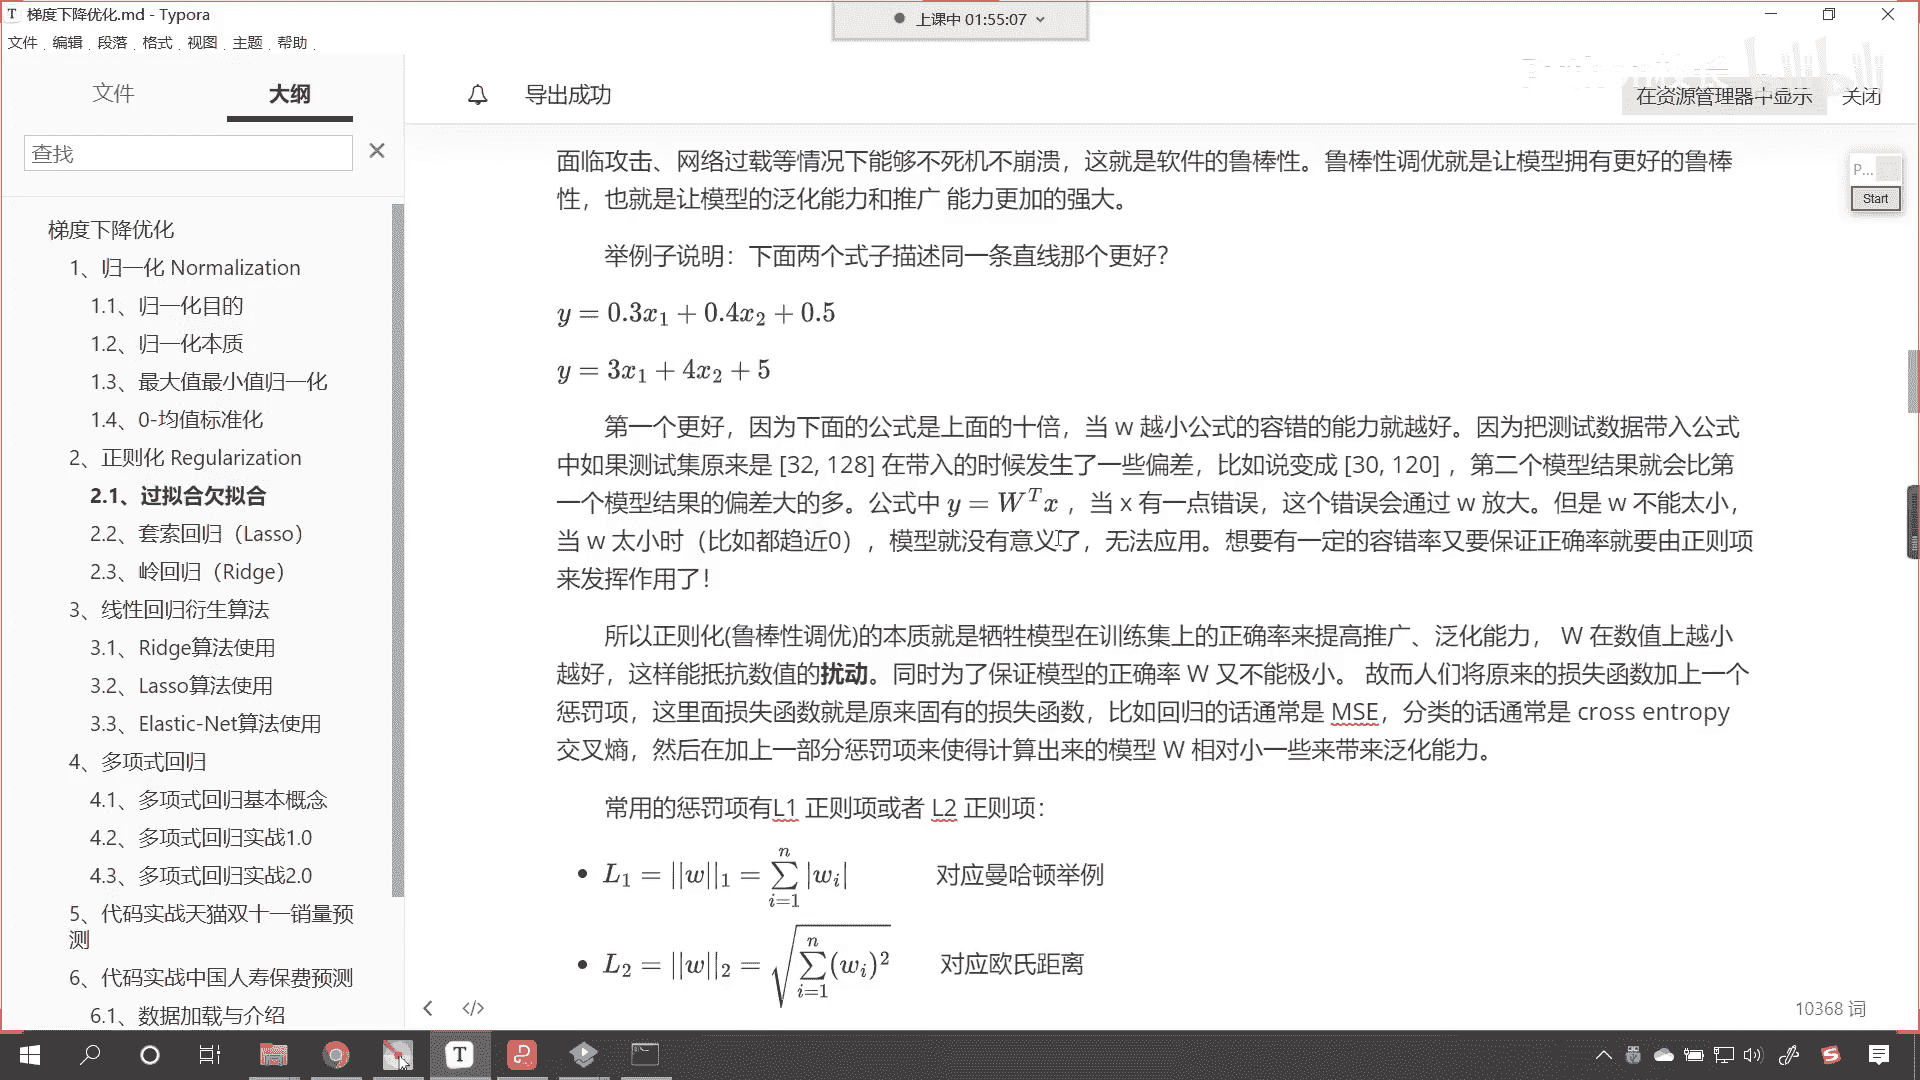 梯度下降优化.md - Typora
上课中 01:55:07
文件 编辑 段落 格式 视图 主题 帮助
文件 大纲
查找
梯度下降优化
1、归一化 Normalization
1.1、归一化目的
1.2、归一化本质
1.3、最大值最小值归一化
1.4、0-均值标准化
2、正则化 Regularization
2.1、过拟合欠拟合
2.2、套索回归（Lasso）
2.3、岭回归（Ridge）
3、线性回归衍生算法
3.1、Ridge算法使用
3.2、Lasso算法使用
3.3、Elastic-Net算法使用
4、多项式回归
4.1、多项式回归基本概念
4.2、多项式回归实战1.0
4.3、多项式回归实战2.0
5、代码实战天猫双十一销量预
测
6、代码实战中国人寿保费预测
6.1、数据加载与介绍
导出成功
在资源管理器中显示 关闭
P...
Start
面临攻击、网络过载等情况下能够不死机不崩溃，这就是软件的鲁棒性。鲁棒性调优就是让模型拥有更好的鲁棒
性，也就是让模型的泛化能力和推广 能力更加的强大。
举例子说明：下面两个式子描述同一条直线那个更好？
y = 0.3x₁ + 0.4x₂ + 0.5
y = 3x₁ + 4x₂ + 5
第一个更好，因为下面的公式是上面的十倍，当 w 越小公式的容错的能力就越好。因为把测试数据带入公式
中如果测试集原来是 [32, 128] 在带入的时候发生了一些偏差，比如说变成 [30, 120] ，第二个模型结果就会比第
一个模型结果的偏差大的多。公式中 y = Wᵀx ，当 x 有一点错误，这个错误会通过 w 放大。但是 w 不能太小，
当 w 太小时（比如都趋近0），模型就没有意义了，无法应用。想要有一定的容错率又要保证正确率就要由正则项
来发挥作用了！
所以正则化(鲁棒性调优)的本质就是牺牲模型在训练集上的正确率来提高推广、泛化能力， W 在数值上越小
越好，这样能抵抗数值的扰动。同时为了保证模型的正确率 W 又不能极小。 故而人们将原来的损失函数加上一个
惩罚项，这里面损失函数就是原来固有的损失函数，比如回归的话通常是 MSE，分类的话通常是 cross entropy
交叉熵，然后在加上一部分惩罚项来使得计算出来的模型 W 相对小一些来带来泛化能力。
常用的惩罚项有L1 正则项或者 L2 正则项：
• L₁ = ||w||₁ = ∑ᵢ₌₁ⁿ |wᵢ| 对应曼哈顿举例
• L₂ = ||w||₂ = √(∑ᵢ₌₁ⁿ (wᵢ)²) 对应欧氏距离
</> 10368 词